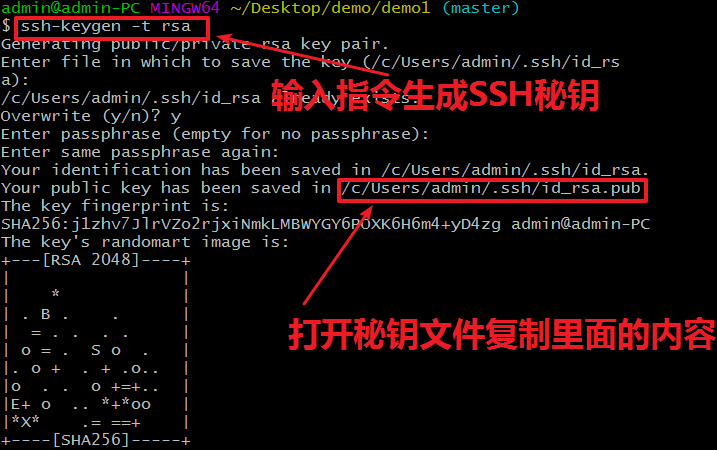 admin@admin-PC MINGW64 ~/Desktop/demo/demo1 (master)
$ ssh-keygen -t rsa
Generating public/private rsa key pair.
Enter file in which to save the key (/c/Users/admin/.ssh/id_rs
a):
/c/Users/admin/.ssh/id_rsa already exists.
输入指令生成SSH秘钥
Overwrite (y/n)? y
Enter passphrase (empty for no passphrase):
Enter same passphrase again:
Your identification has been saved in /c/Users/admin/.ssh/id_rsa.
Your public key has been saved in /c/Users/admin/.ssh/id_rsa.pub.
The key fingerprint is:
SHA256:j1zhv7JlrVZo2rjxiNmkLMBWYGY6POXK6H6m4+yD4zg admin@admin-PC
The key's randomart image is:
+---[RSA 2048]----+
|                 |
|    *            |
| . B .    .      |
|  = . .  . .     |
| o = .  S o  .   |
|. o +  . + .o..  |
|o  . .  o +=+..  |
|E+ o  .. *+*oo   |
|*X*    .= ==+    |
+----[SHA256]-----+
打开秘钥文件复制里面的内容